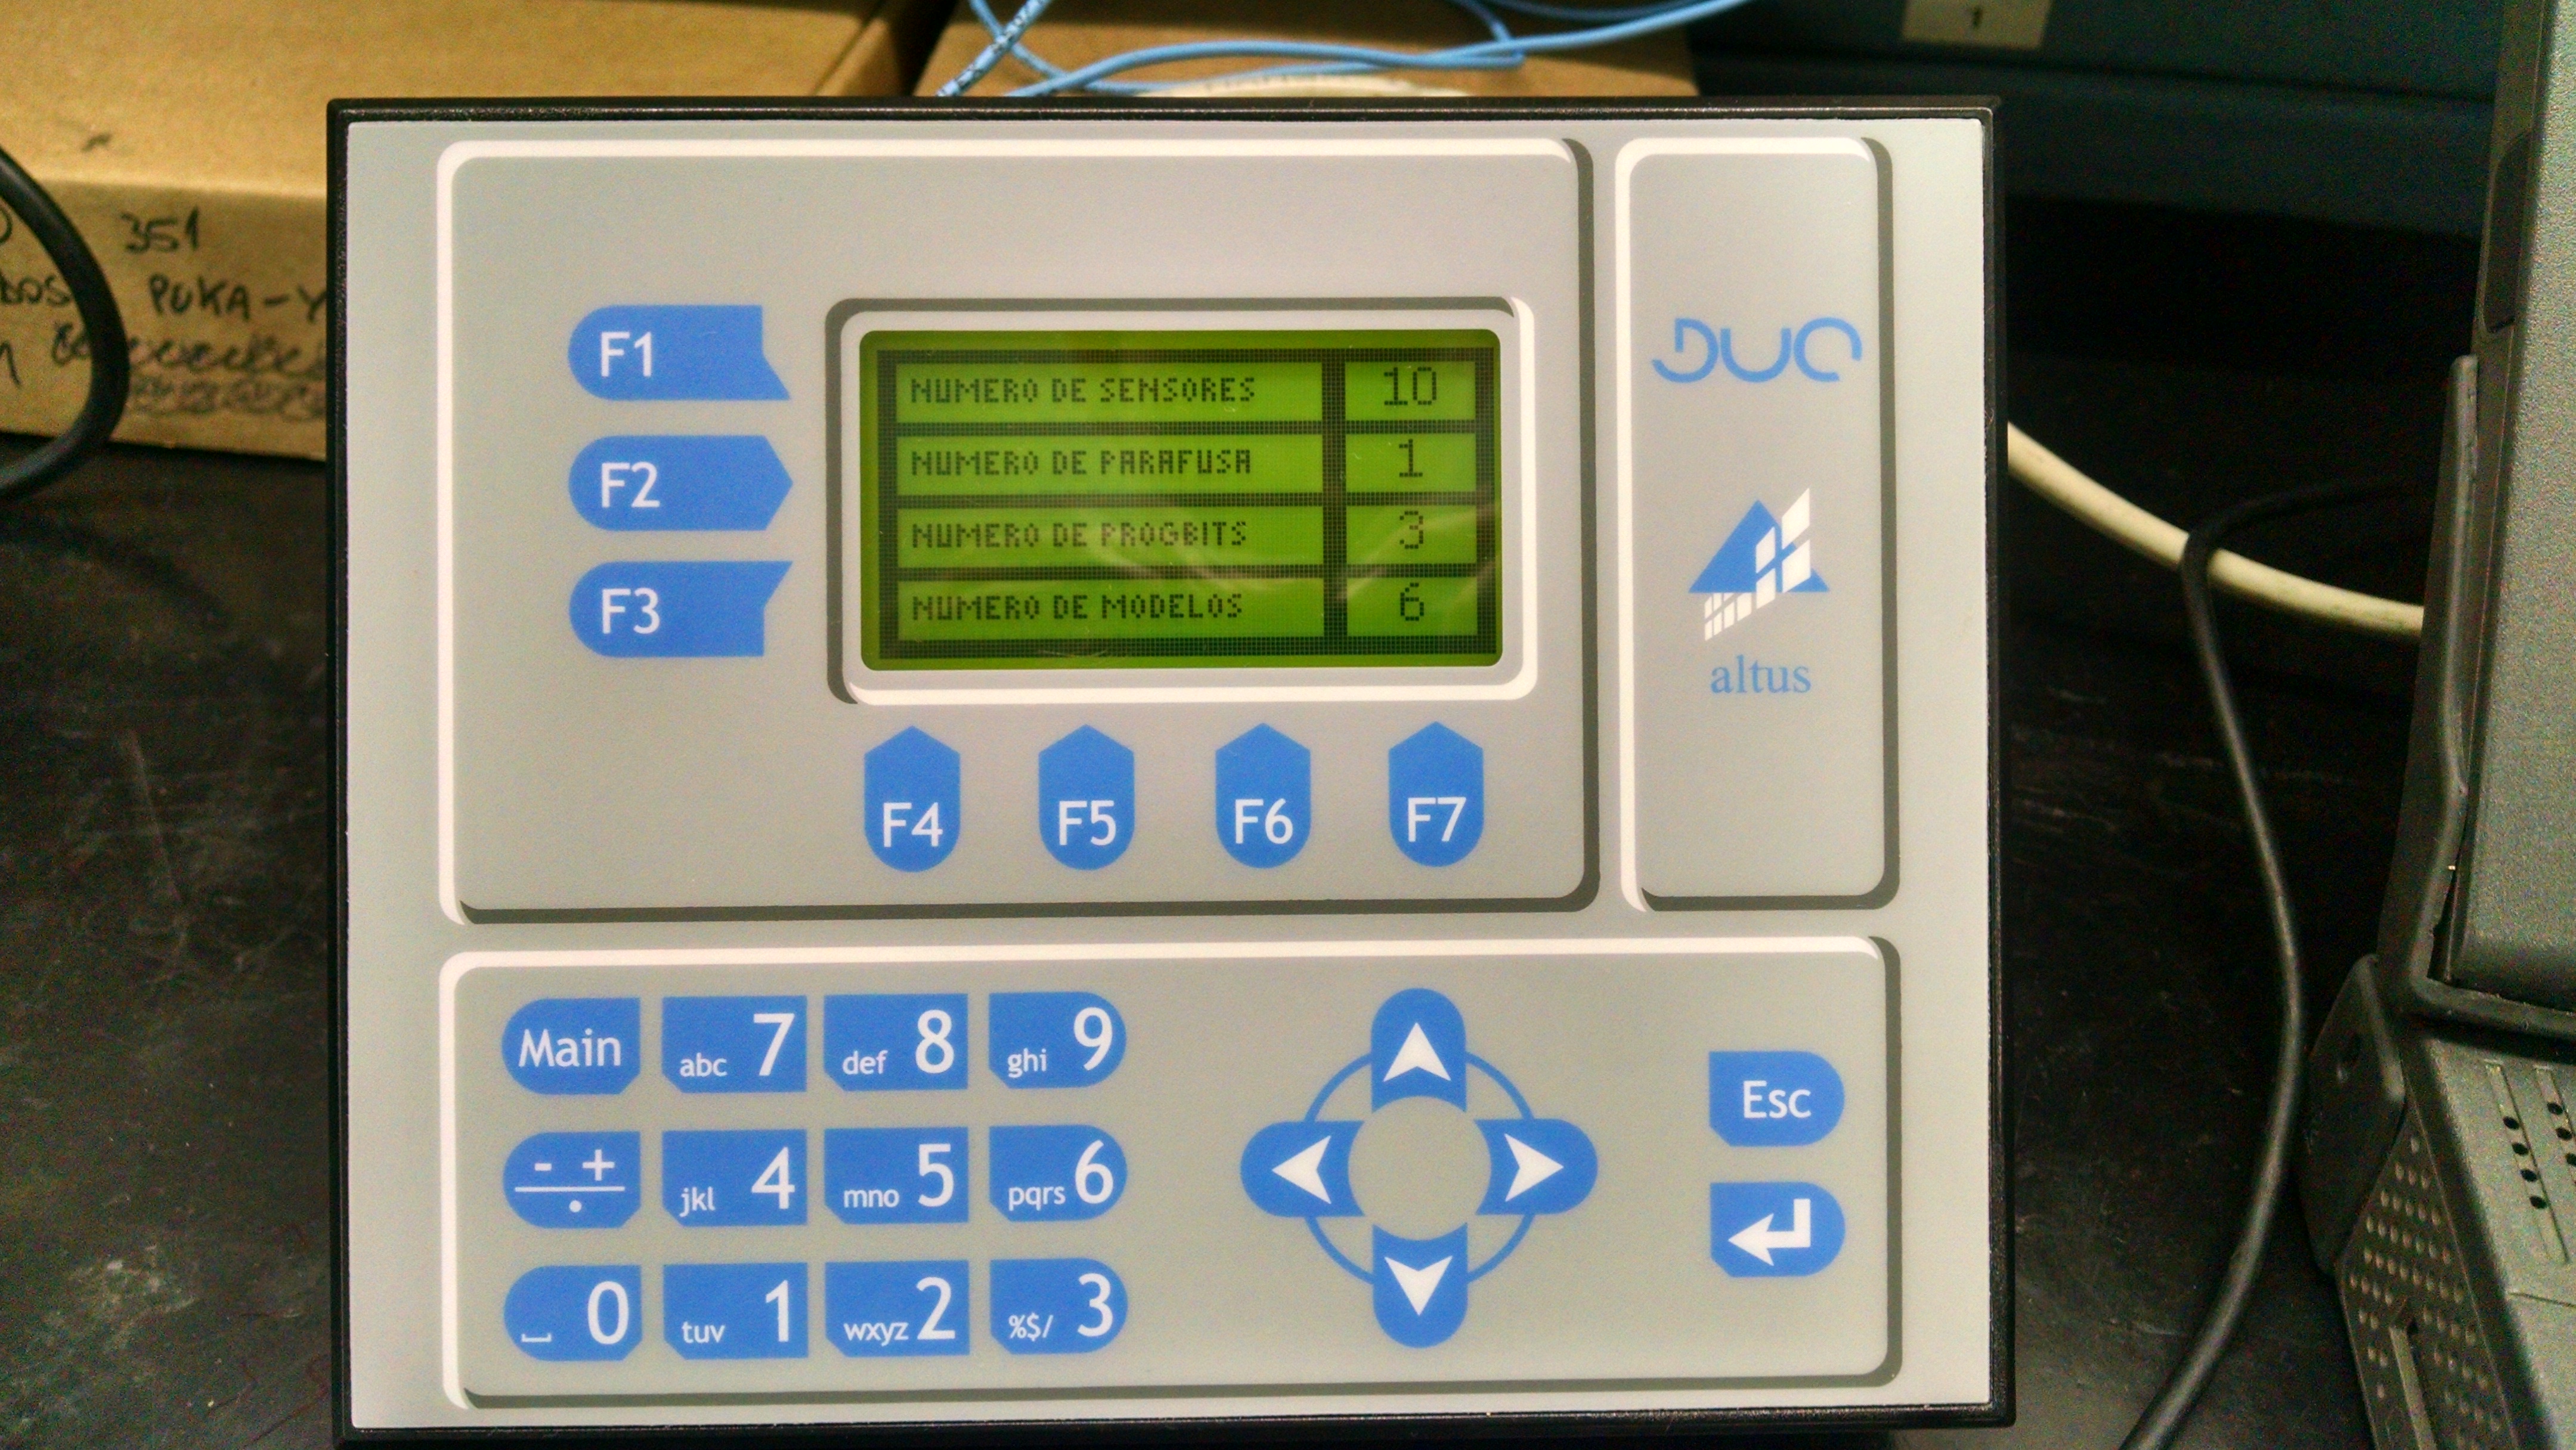 1
351
PUKA-Y
F1
F2
F3
NUMERO DE SENSORES 10
NUMERO DE PARAFUSA 1
NUMERO DE PROGBITS 3
NUMERO DE MODELOS 6
F4 F5 F6 F7
DUO
altus
Main abc 7 def 8 ghi 9
- + . jkl 4 mno 5 pqrs 6
0 tuv 1 wxyz 2 %$/ 3
Esc